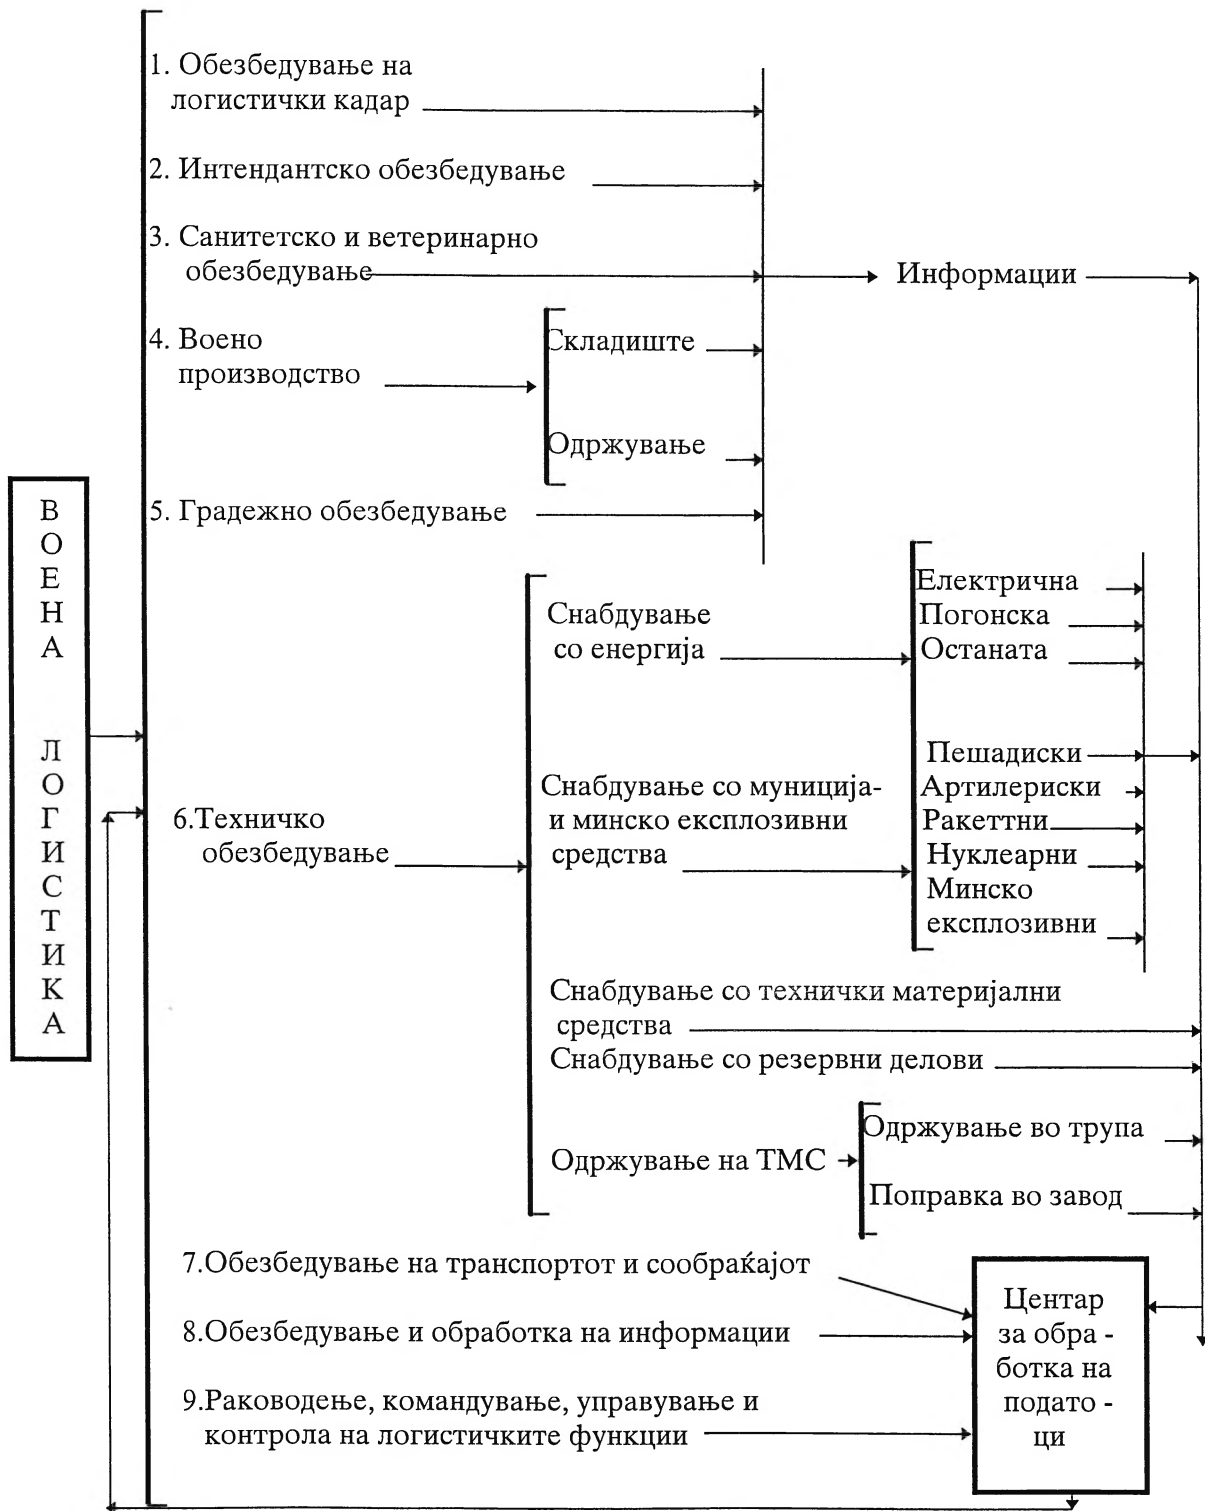 1. Обезбедување на
логистички кадар
2. Интендантско обезбедување
3. Санитетско и ветеринарно
обезбедување
Информации
4. Воено
производство
Складиште
Одржување
5. Градежно обезбедување
ВОЕНА ЛОГИСТИКА
6.Техничко
обезбедување
Снабдување
со енергија
Електрична
Погонска
Останата
Снабдување со муниција-
и минско експлозивни
средства
Пешадиски
Артилериски
Ракеттни
Нуклеарни
Минско
експлозивни
Снабдување со технички материјални
средства
Снабдување со резервни делови
Одржување на ТМС
Одржување во трупа
Поправка во завод
7.Обезбедување на транспортот и сообраќајот
8.Обезбедување и обработка на информации
9.Раководење, командување, управување и
контрола на логистичките функции
Центар
за обра -
ботка на
подато -
ци